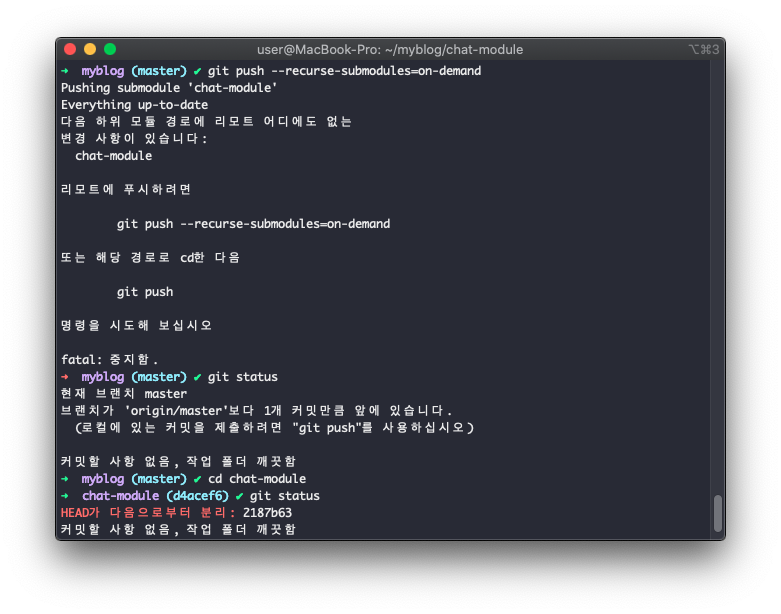 user@MacBook-Pro: ~/myblog/chat-module
⌥⌘3
➜ myblog (master) ✔ git push --recurse-submodules=on-demand
Pushing submodule 'chat-module'
Everything up-to-date
다음 하위 모듈 경로에 리모트 어디에도 없는
변경 사항이 있습니다:
chat-module
리모트에 푸시하려면
git push --recurse-submodules=on-demand
또는 해당 경로로 cd한 다음
git push
명령을 시도해 보십시오
fatal: 중지함.
➜ myblog (master) ✔ git status
현재 브랜치 master
브랜치가 'origin/master'보다 1개 커밋만큼 앞에 있습니다.
(로컬에 있는 커밋을 제출하려면 "git push"를 사용하십시오)
커밋할 사항 없음, 작업 폴더 깨끗함
➜ myblog (master) ✔ cd chat-module
➜ chat-module (d4acef6) ✔ git status
HEAD가 다음으로부터 분리: 2187b63
커밋할 사항 없음, 작업 폴더 깨끗함